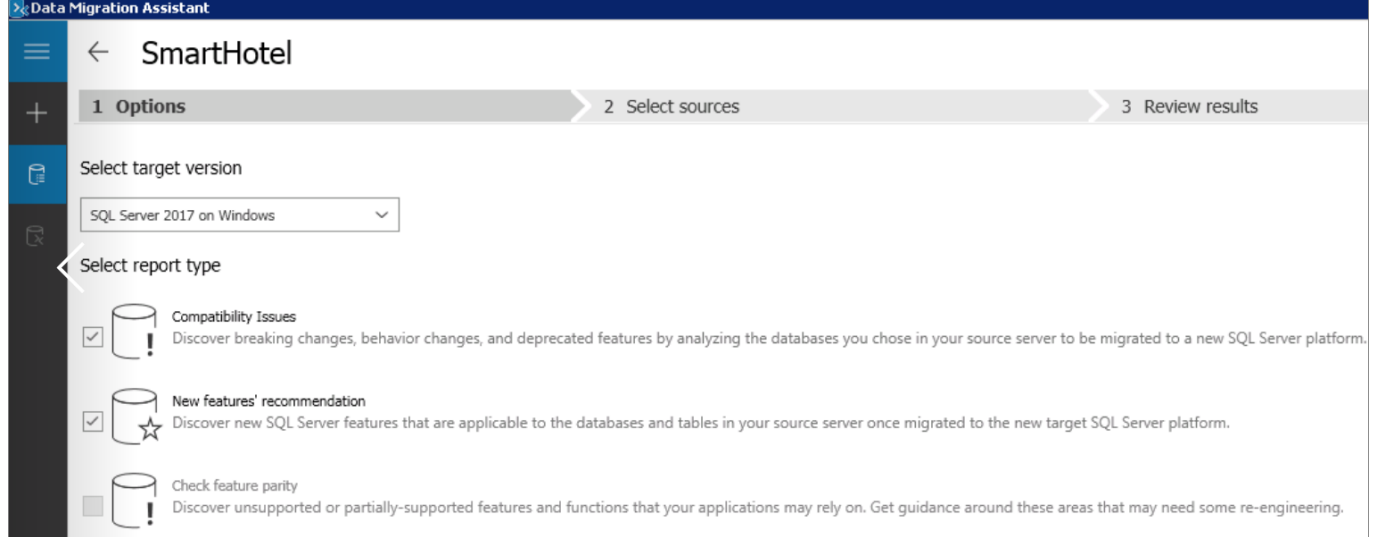 Data Migration Assistant
SmartHotel
1 Options
2 Select sources
3 Review results
Select target version
SQL Server 2017 on Windows
Select report type
Compatibility Issues
Discover breaking changes, behavior changes, and deprecated features by analyzing the databases you chose in your source server to be migrated to a new SQL Server platform.
New features' recommendation
Discover new SQL Server features that are applicable to the databases and tables in your source server once migrated to the new target SQL Server platform.
Check feature parity
Discover unsupported or partially-supported features and functions that your applications may rely on. Get guidance around these areas that may need some re-engineering.